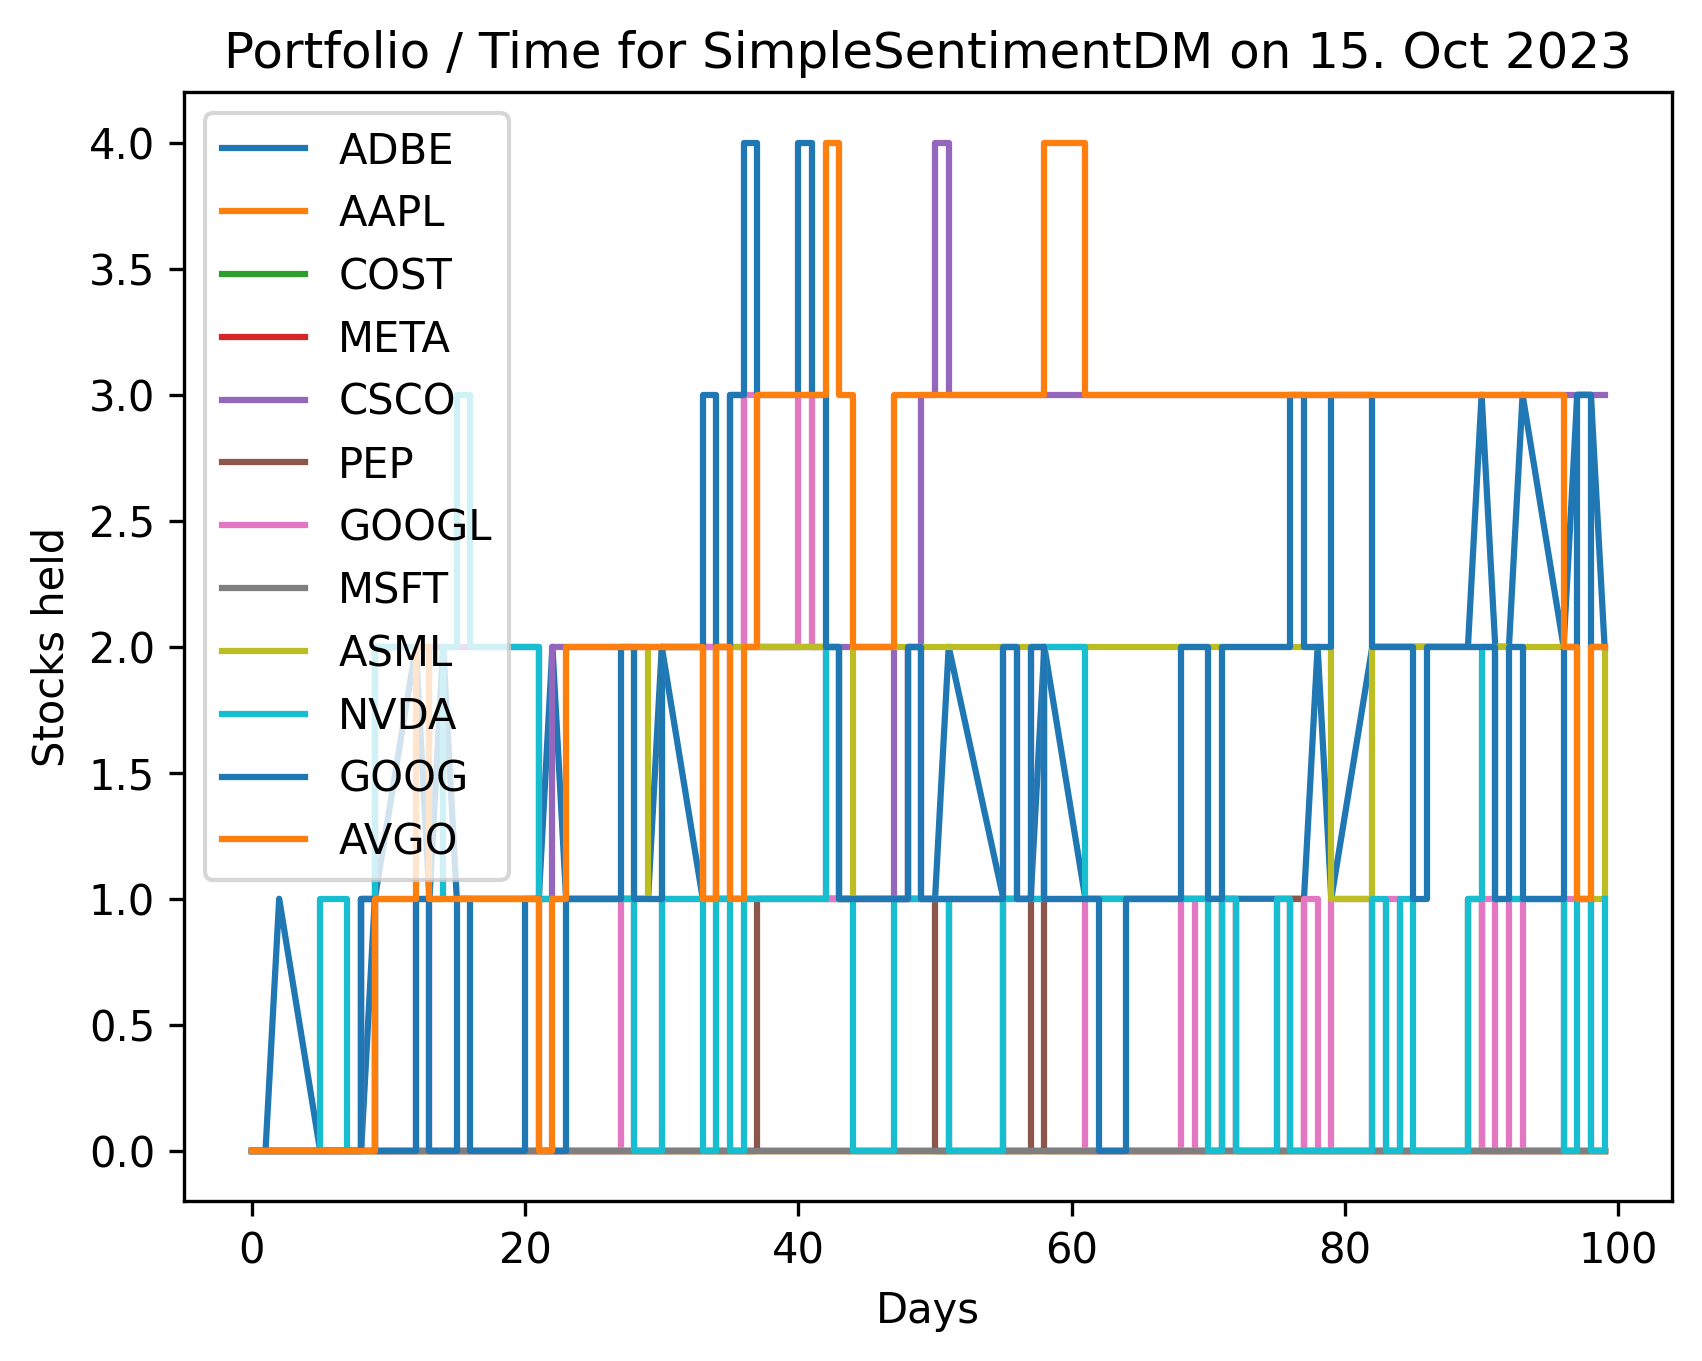 Portfolio / Time for SimpleSentimentDM on 15. Oct 2023
ADBE
AAPL
COST
META
CSCO
PEP
GOOGL
MSFT
ASML
NVDA
GOOG
AVGO
4.0
3.5
3.0
2.5
2.0
1.5
1.0
0.5
0.0
Stocks held
0 20 40 60 80 100
Days